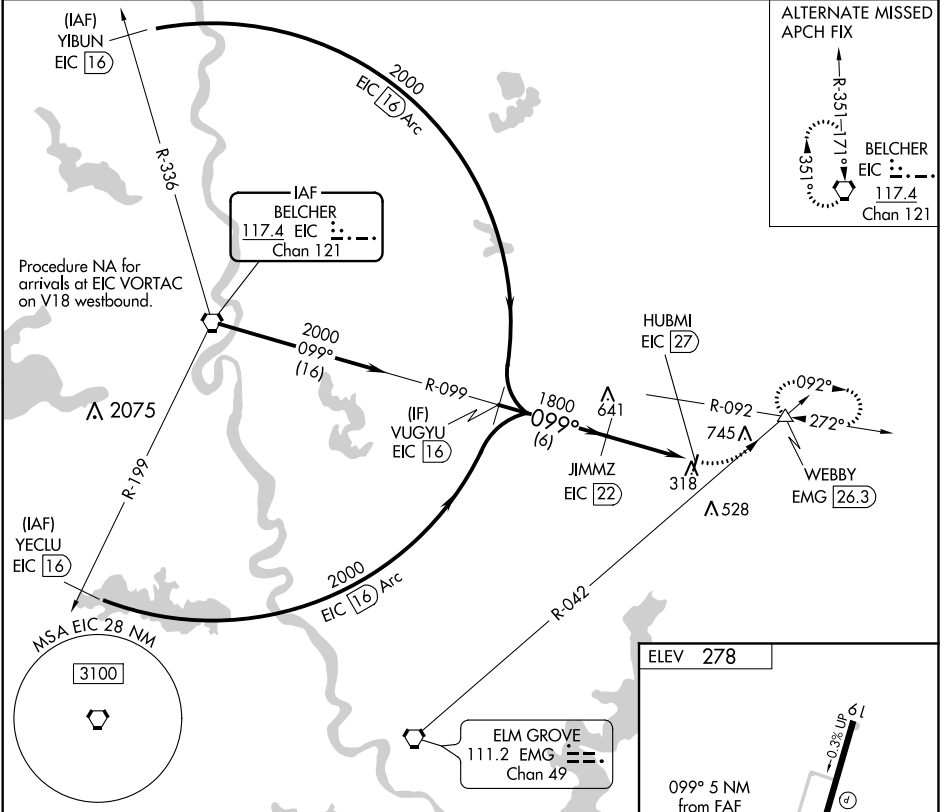 (IAF)
YIBUN
EIC 16
2000
EIC 16 Arc
R-336
IAF
BELCHER
117.4 EIC
Chan 121
ALTERNATE MISSED
APCH FIX
R-351
171°
351°
BELCHER
EIC
117.4
Chan 121
Procedure NA for
arrivals at EIC VORTAC
on V18 westbound.
2000
099°
(16)
R-099
(IF)
VUGYU
EIC 16
1800
099°
(6)
JIMMZ
EIC 22
641
HUBMI
EIC 27
R-092
092°
272°
745
318
528
WEBBY
EMG 26.3
2075
R-199
(IAF)
YECLU
EIC 16
2000
EIC 16 Arc
R-042
MSA EIC 28 NM
3100
ELM GROVE
111.2 EMG
Chan 49
ELEV 278
19
0.3% UP
P
099° 5 NM
from FAF